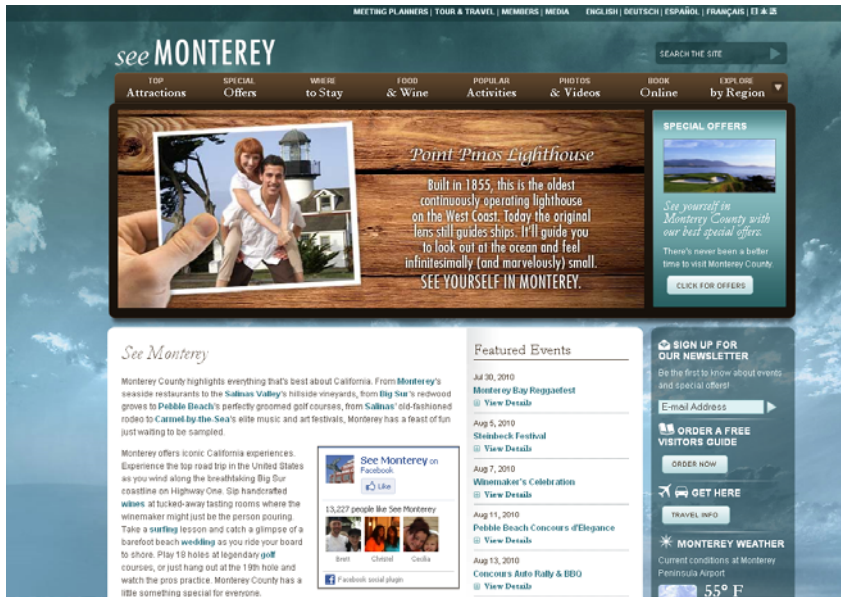 MEETING PLANNERS | TOUR & TRAVEL | MEMBERS | MEDIA ENGLISH | DEUTSCH | ESPAÑOL | FRANÇAIS | 日本語
see MONTEREY
SEARCH THE SITE
TOP Attractions
SPECIAL Offers
WHERE to Stay
FOOD & Wine
POPULAR Activities
PHOTOS & Videos
BOOK Online
EXPLORE by Region
Point Pinos Lighthouse
Built in 1855, this is the oldest
continuously operating lighthouse
on the West Coast. Today the original
lens still guides ships. It'll guide you
to look out at the ocean and feel
infinitesimally (and marvelously) small.
SEE YOURSELF IN MONTEREY.
SPECIAL OFFERS
See yourself in
Monterey County with
our best special offers.
There's never been a better
time to visit Monterey County.
CLICK FOR OFFERS
See Monterey
Monterey County highlights everything that's best about California. From Monterey's
seaside restaurants to the Salinas Valley's hillside vineyards, from Big Sur's redwood
groves to Pebble Beach's perfectly groomed golf courses, from Salinas' old-fashioned
rodeo to Carmel-by-the-Sea's elite music and art festivals, Monterey has a feast of fun
just waiting to be sampled.
Monterey offers iconic California experiences.
Experience the top road trip in the United States
as you wind along the breathtaking Big Sur
coastline on Highway One. Sip handcrafted
wines at tucked-away tasting rooms where the
winemaker might just be the person pouring.
Take a surfing lesson and catch a glimpse of a
barefoot beach wedding as you ride your board
to shore. Play 18 holes at legendary golf
courses, or just hang out at the 19th hole and
watch the pros practice. Monterey County has a
little something special for everyone.
See Monterey on
Facebook
Like
13,227 people like See Monterey
Brett Christel Cecilia
Facebook social plugin
Featured Events
Jul 30, 2010
Monterey Bay Reggaefest
View Details
Aug 5, 2010
Steinbeck Festival
View Details
Aug 7, 2010
Winemaker's Celebration
View Details
Aug 11, 2010
Pebble Beach Concours d'Elegance
View Details
Aug 13, 2010
Concours Auto Rally & BBQ
View Details
SIGN UP FOR
OUR NEWSLETTER
Be the first to know about events
and special offers!
E-mail Address
ORDER A FREE
VISITORS GUIDE
ORDER NOW
GET HERE
TRAVEL INFO
MONTEREY WEATHER
Current conditions at Monterey
Peninsula Airport
55° F